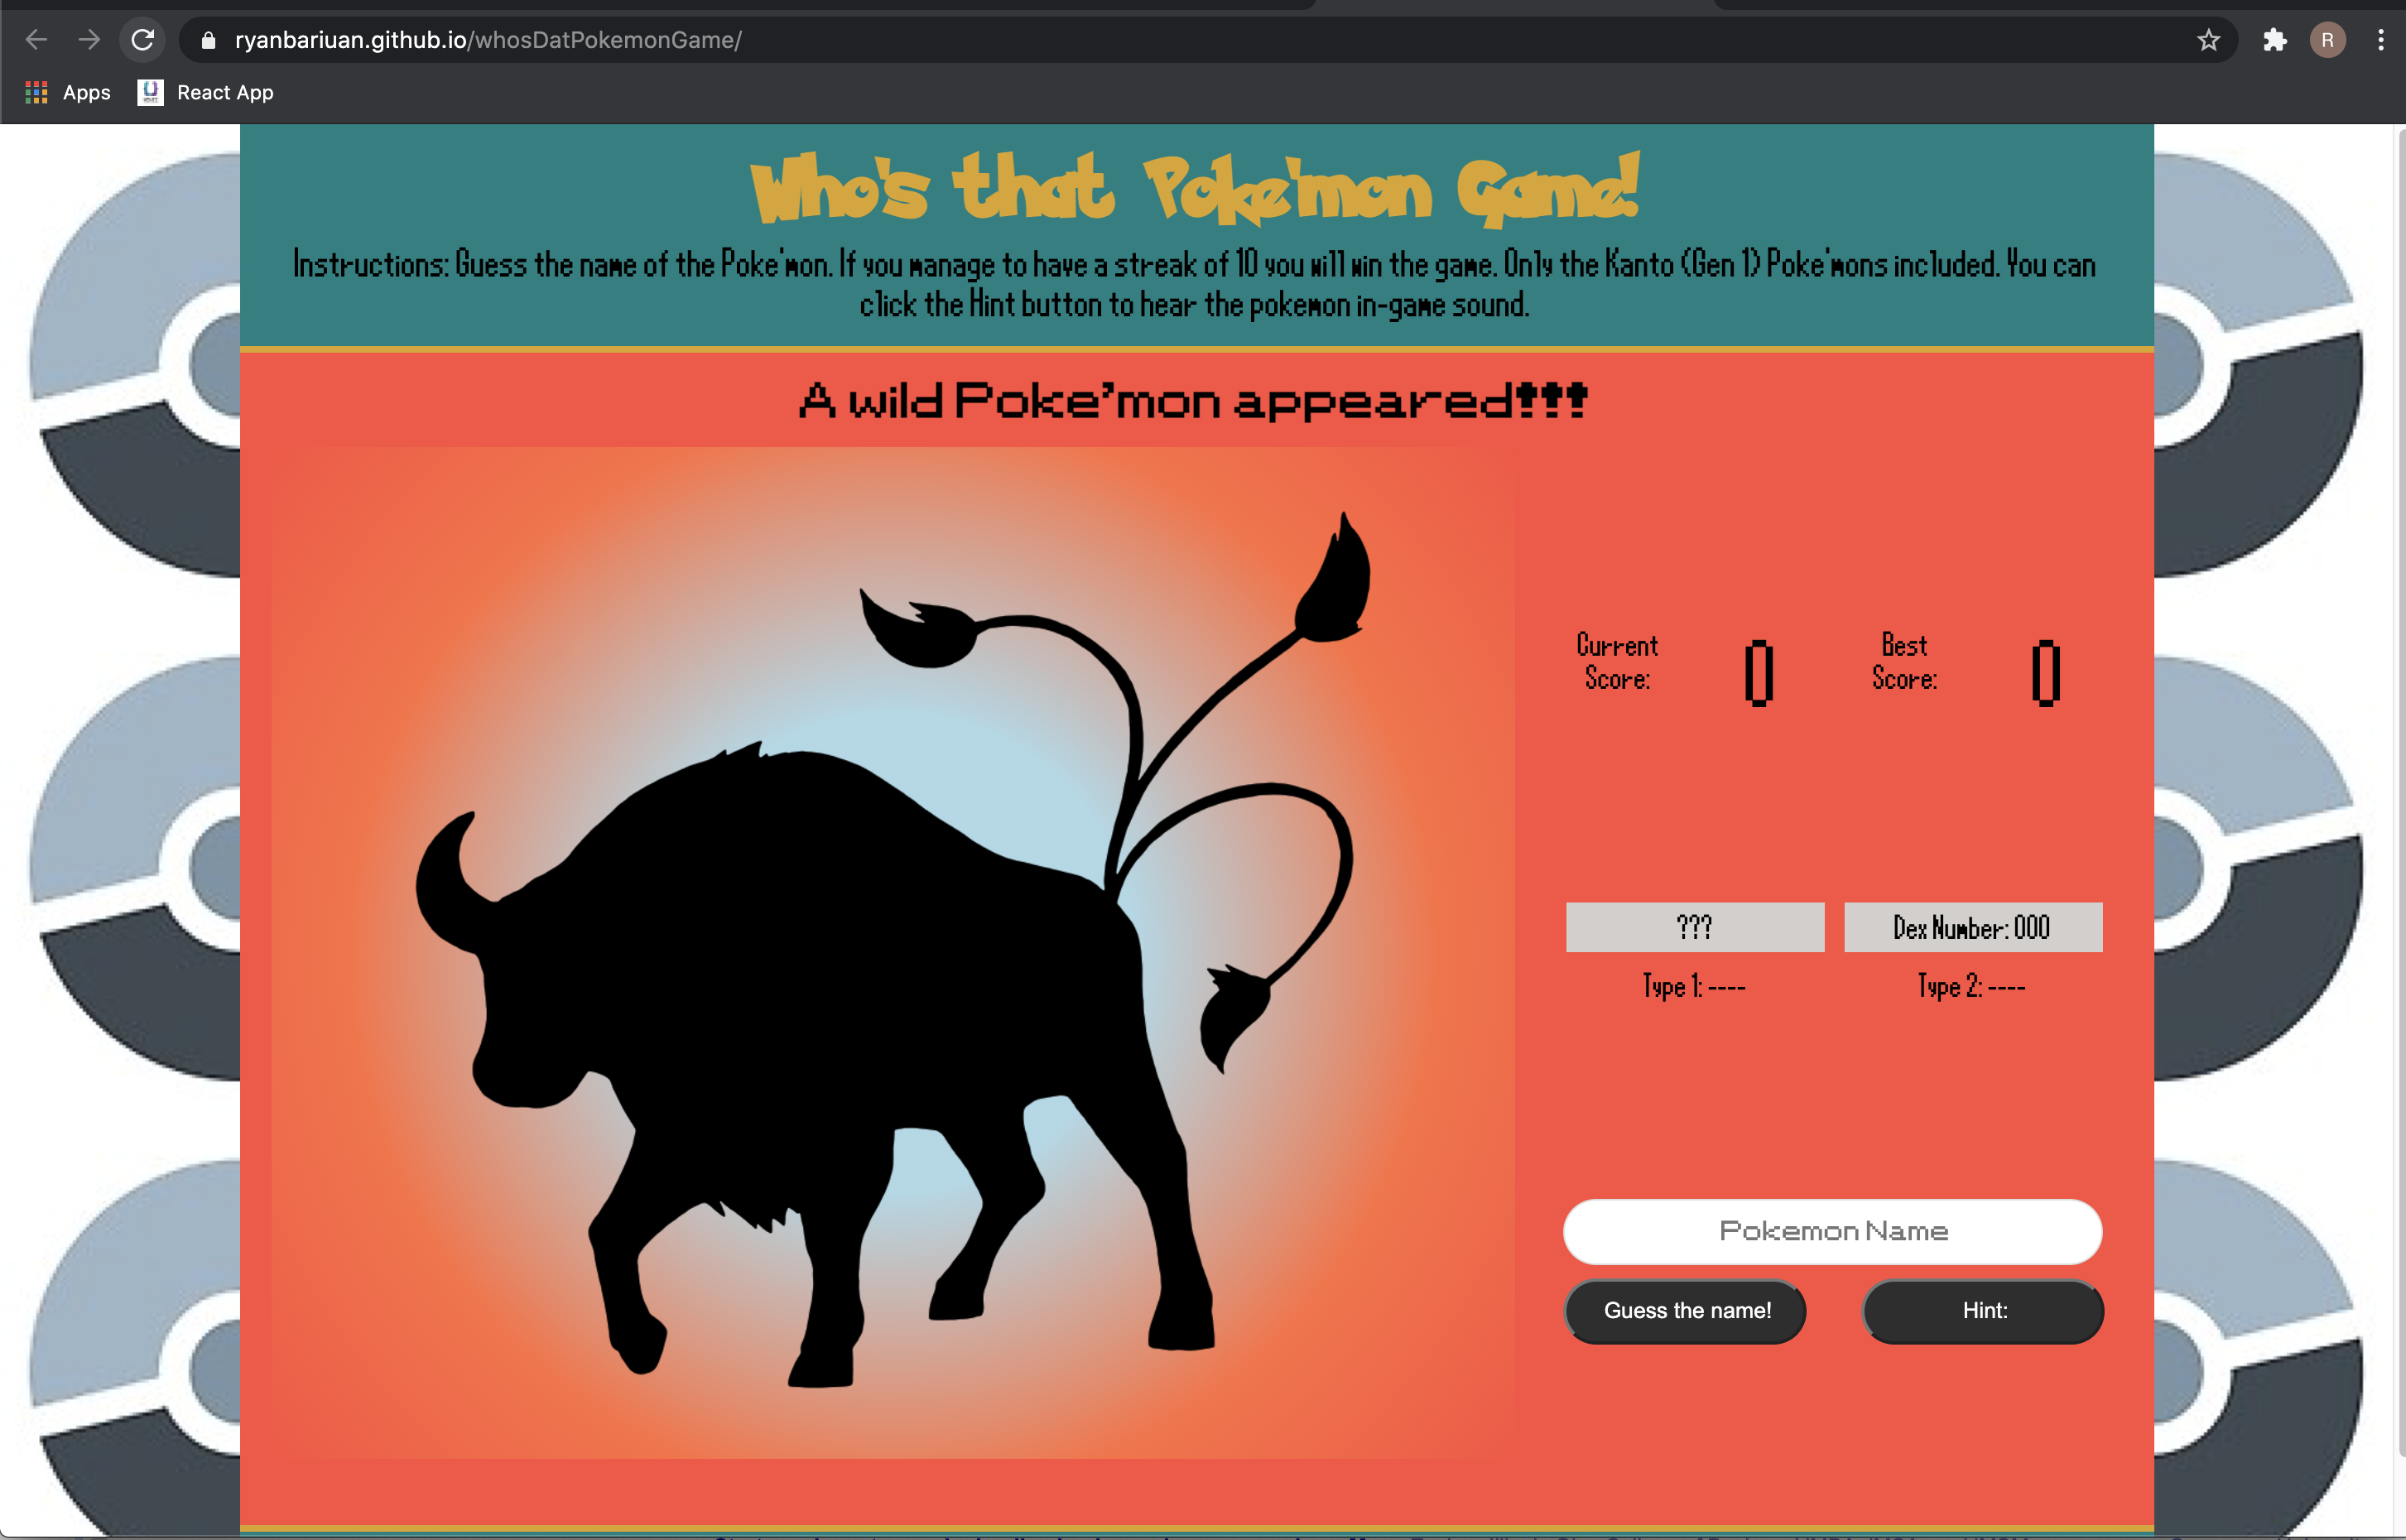 ryanbariuan.github.io/whosDatPokemonGame/
R
Apps
React App
Who's that Poke'mon Game!
Instructions: Guess the name of the Poke'mon. If you manage to have a streak of 10 you will win the game. Only the Kanto (Gen 1) Poke'mons included. You can
click the Hint button to hear the pokemon in-game sound.
A wild Poke'mon appeared!!!
Current
Score:
0
Best
Score:
0
???
Dex Number: 000
Type 1: ----
Type 2: ----
Pokemon Name
Guess the name!
Hint: